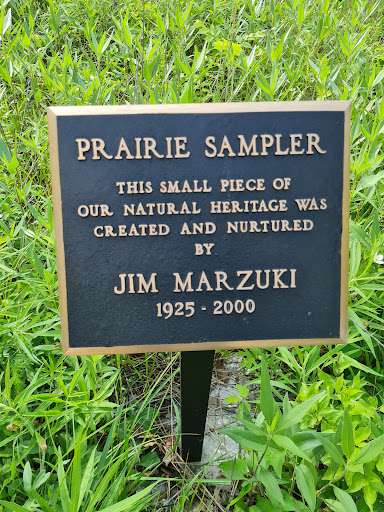 PRAIRIE SAMPLER
THIS SMALL PIECE OF
OUR NATURAL HERITAGE WAS
CREATED AND NURTURED
BY
JIM MARZUKI
1925 - 2000